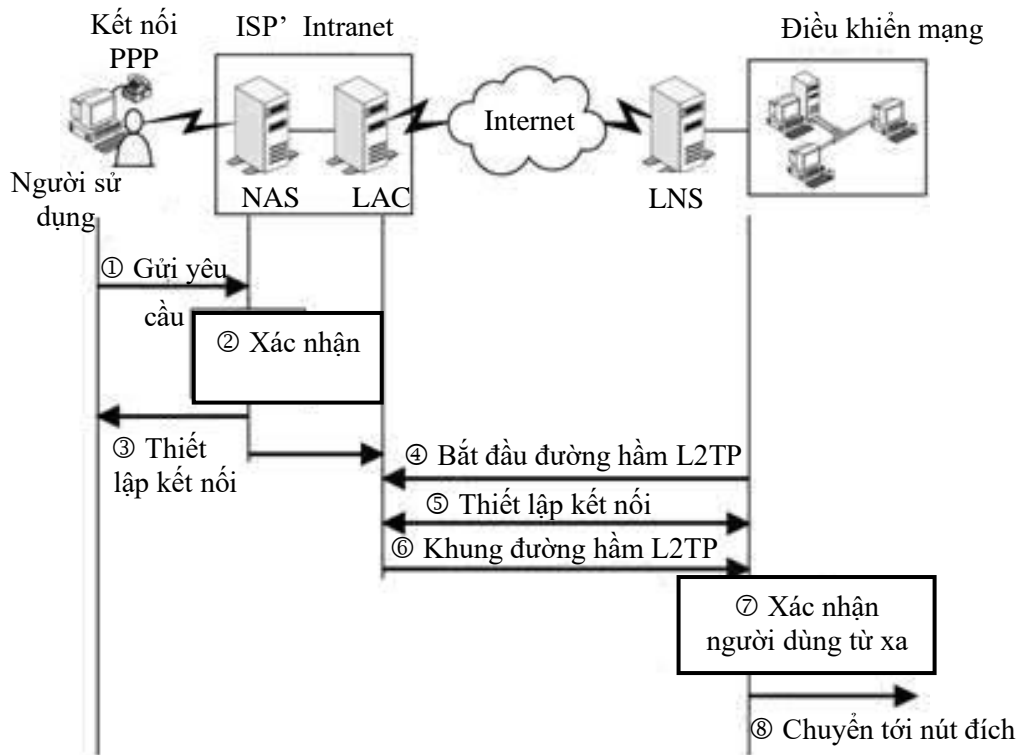 Kết nối
PPP
ISP’ Intranet
Điều khiển mạng
Internet
Người sử
dụng
NAS
LAC
LNS
① Gửi yêu
cầu
② Xác nhận
③ Thiết
lập kết nối
④ Bắt đầu đường hầm L2TP
⑤ Thiết lập kết nối
⑥ Khung đường hầm L2TP
⑦ Xác nhận
người dùng từ xa
⑧ Chuyển tới nút đích